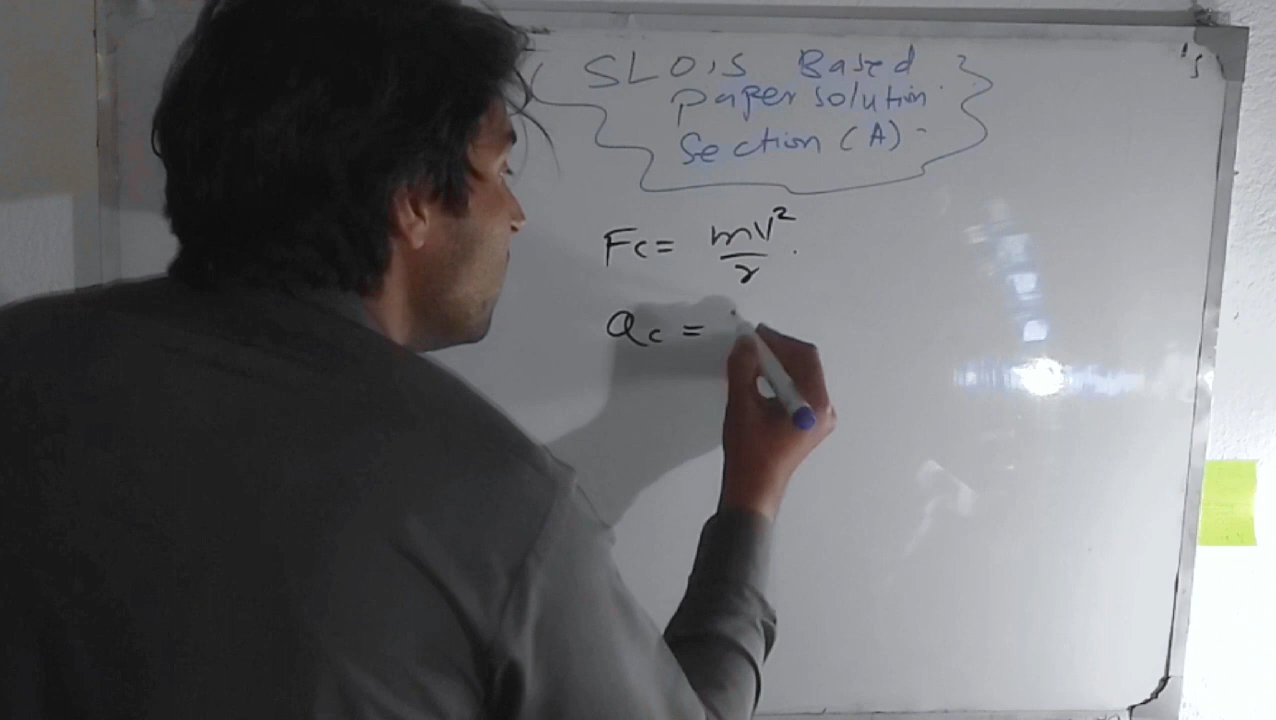 SLO,S Based
paper solution
Section (A)-
Fc = mv²/r.
ac =
's